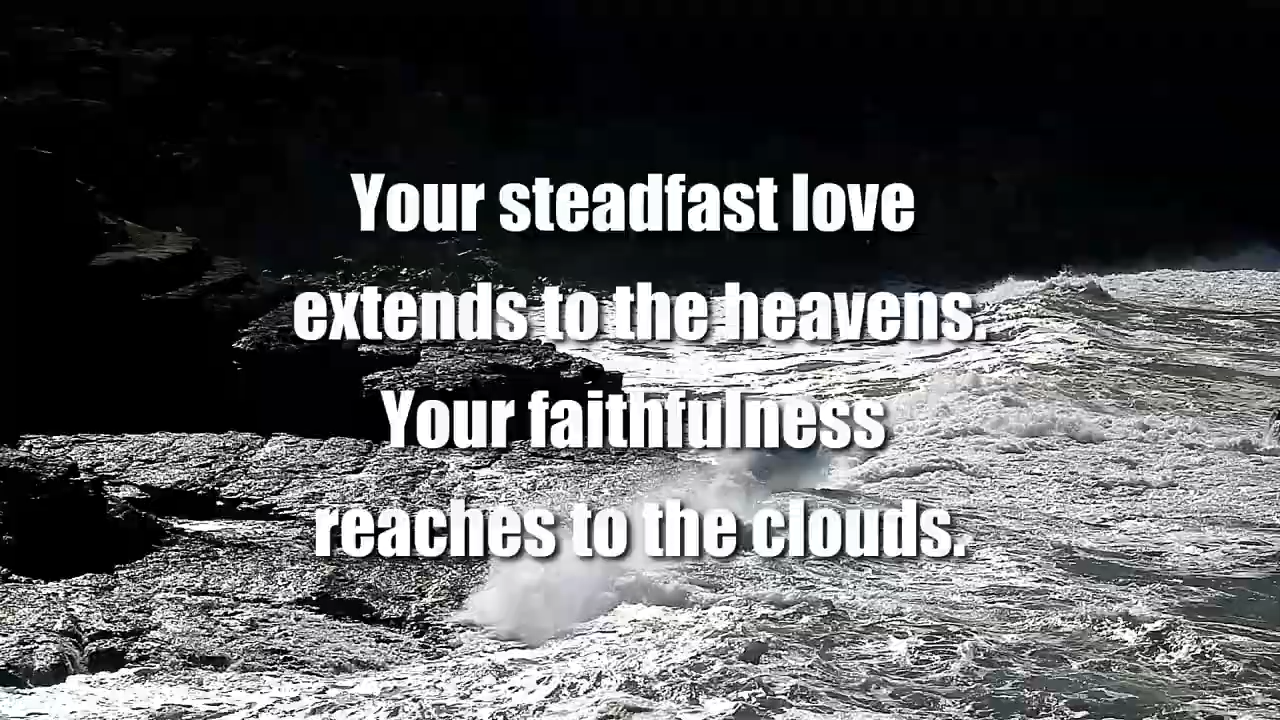 Your steadfast love
extends to the heavens.
Your faithfulness
reaches to the clouds.